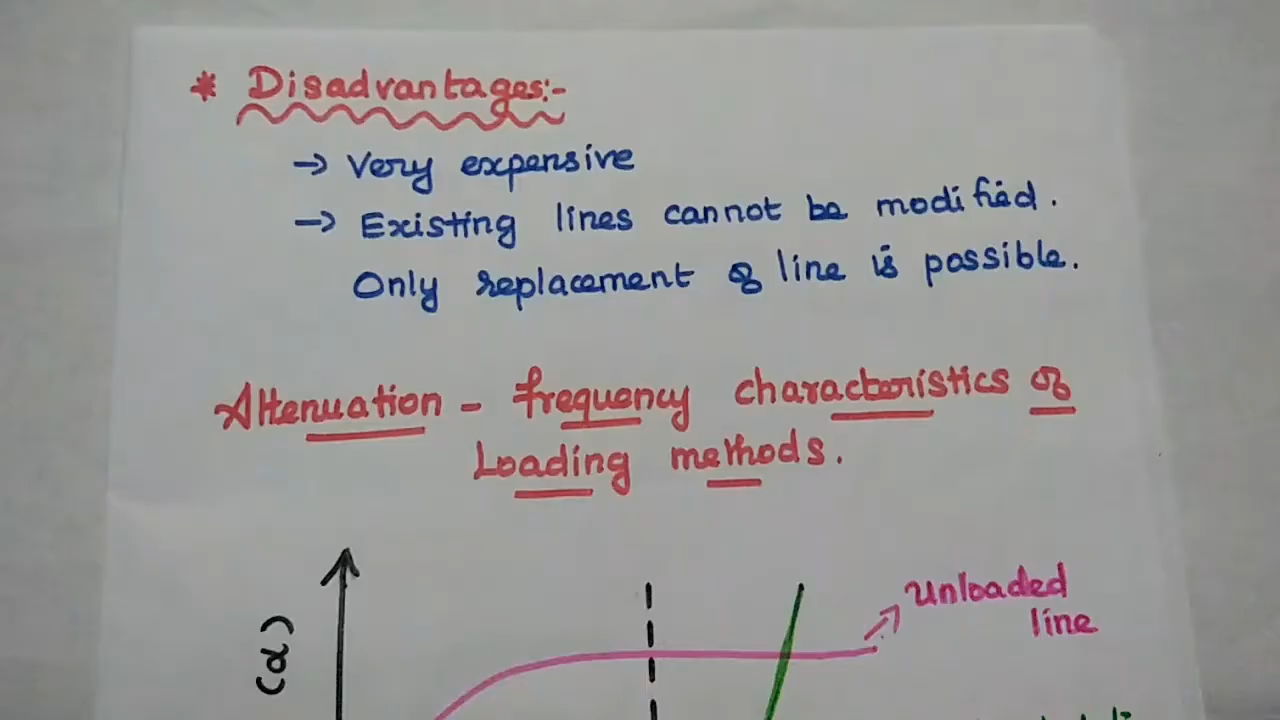 * Disadvantages:-
→ Very expensive
→ Existing lines cannot be modified.
Only replacement of line is possible.
Attenuation - frequency characteristics of
Loading methods.
Unloaded
line
(α)